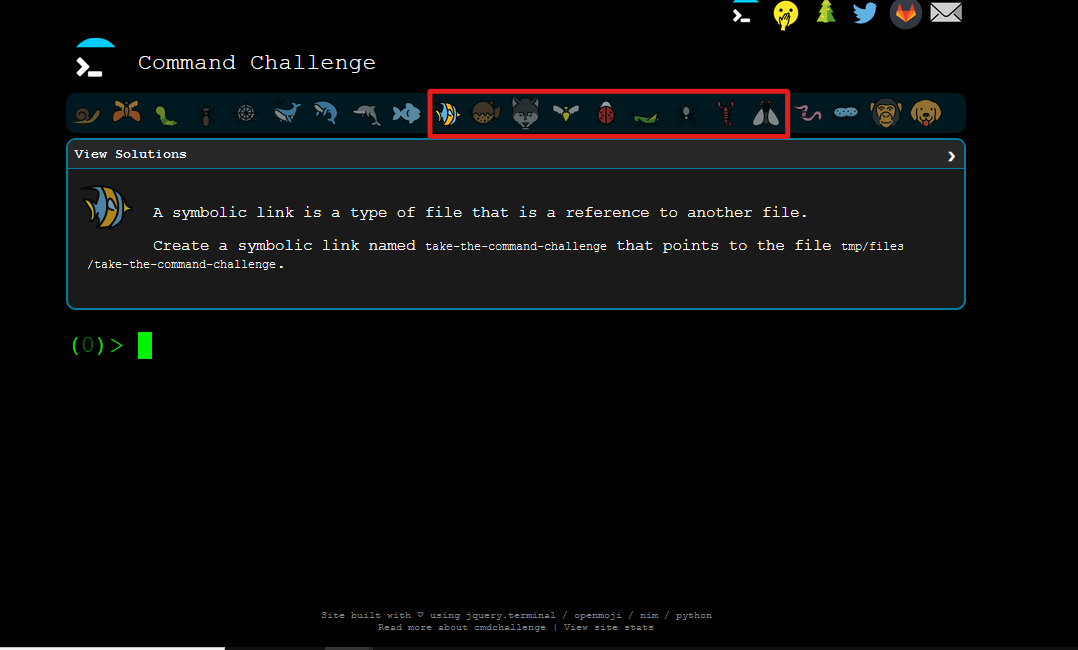 Command Challenge
View Solutions
A symbolic link is a type of file that is a reference to another file.
Create a symbolic link named take-the-command-challenge that points to the file tmp/files
/take-the-command-challenge.
(0)>
Site built with ♡ using jquery.terminal / openmoji / nim / python
Read more about cmdchallenge | View site stats